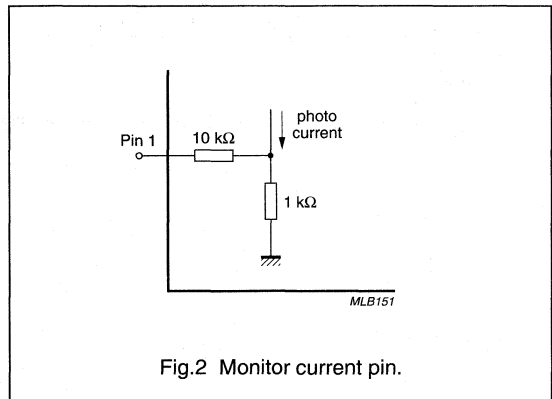 photo
current
Pin 1
10 kΩ
1 kΩ
MLB151
Fig.2 Monitor current pin.